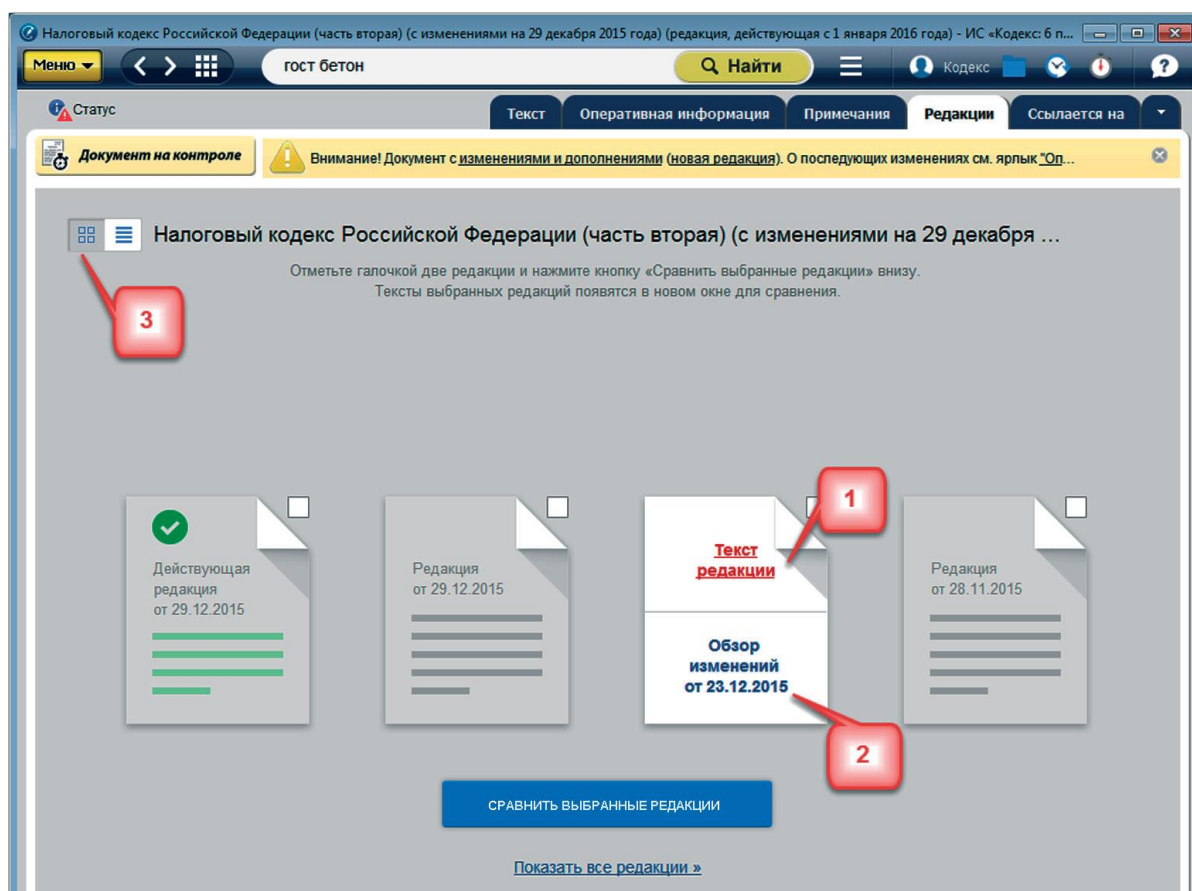 Налоговый кодекс Российской Федерации (часть вторая) (с изменениями на 29 декабря 2015 года) (редакция, действующая с 1 января 2016 года) - ИС «Кодекс: 6 п...
Меню
гост бетон
Найти
Кодекс
?
Статус
Текст
Оперативная информация
Примечания
Редакции
Ссылается на
Документ на контроле
Внимание! Документ с изменениями и дополнениями (новая редакция). О последующих изменениях см. ярлык "Оп...
Налоговый кодекс Российской Федерации (часть вторая) (с изменениями на 29 декабря ...
Отметьте галочкой две редакции и нажмите кнопку «Сравнить выбранные редакции» внизу.
Тексты выбранных редакций появятся в новом окне для сравнения.
3
Действующая
редакция
от 29.12.2015
Редакция
от 29.12.2015
1
Текст
редакции
Обзор
изменений
от 23.12.2015
2
Редакция
от 28.11.2015
СРАВНИТЬ ВЫБРАННЫЕ РЕДАКЦИИ
Показать все редакции »